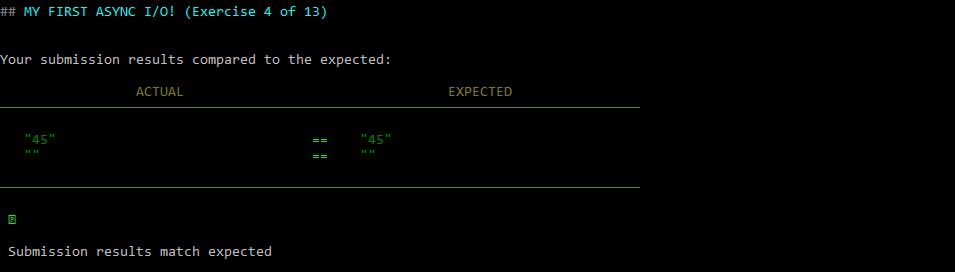 ## MY FIRST ASYNC I/O! (Exercise 4 of 13)
Your submission results compared to the expected:
ACTUAL EXPECTED
"45" == "45"
"" == ""
Submission results match expected